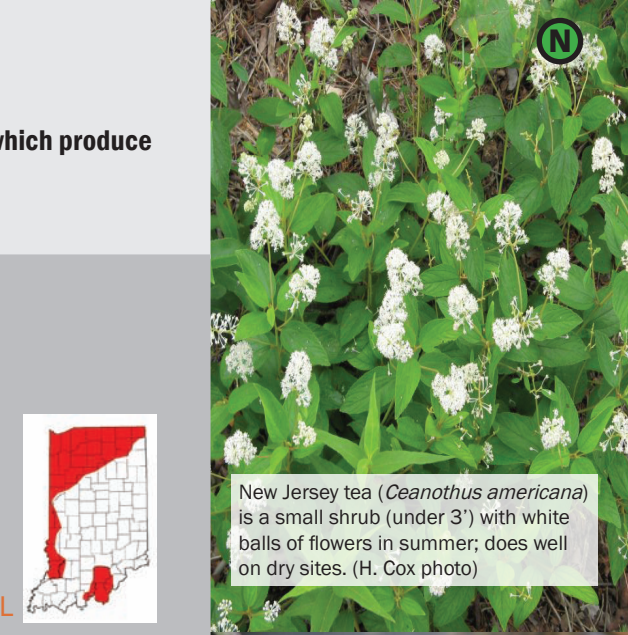 N
which produce
New Jersey tea (Ceanothus americana)
is a small shrub (under 3’) with white
balls of flowers in summer; does well
on dry sites. (H. Cox photo)
L